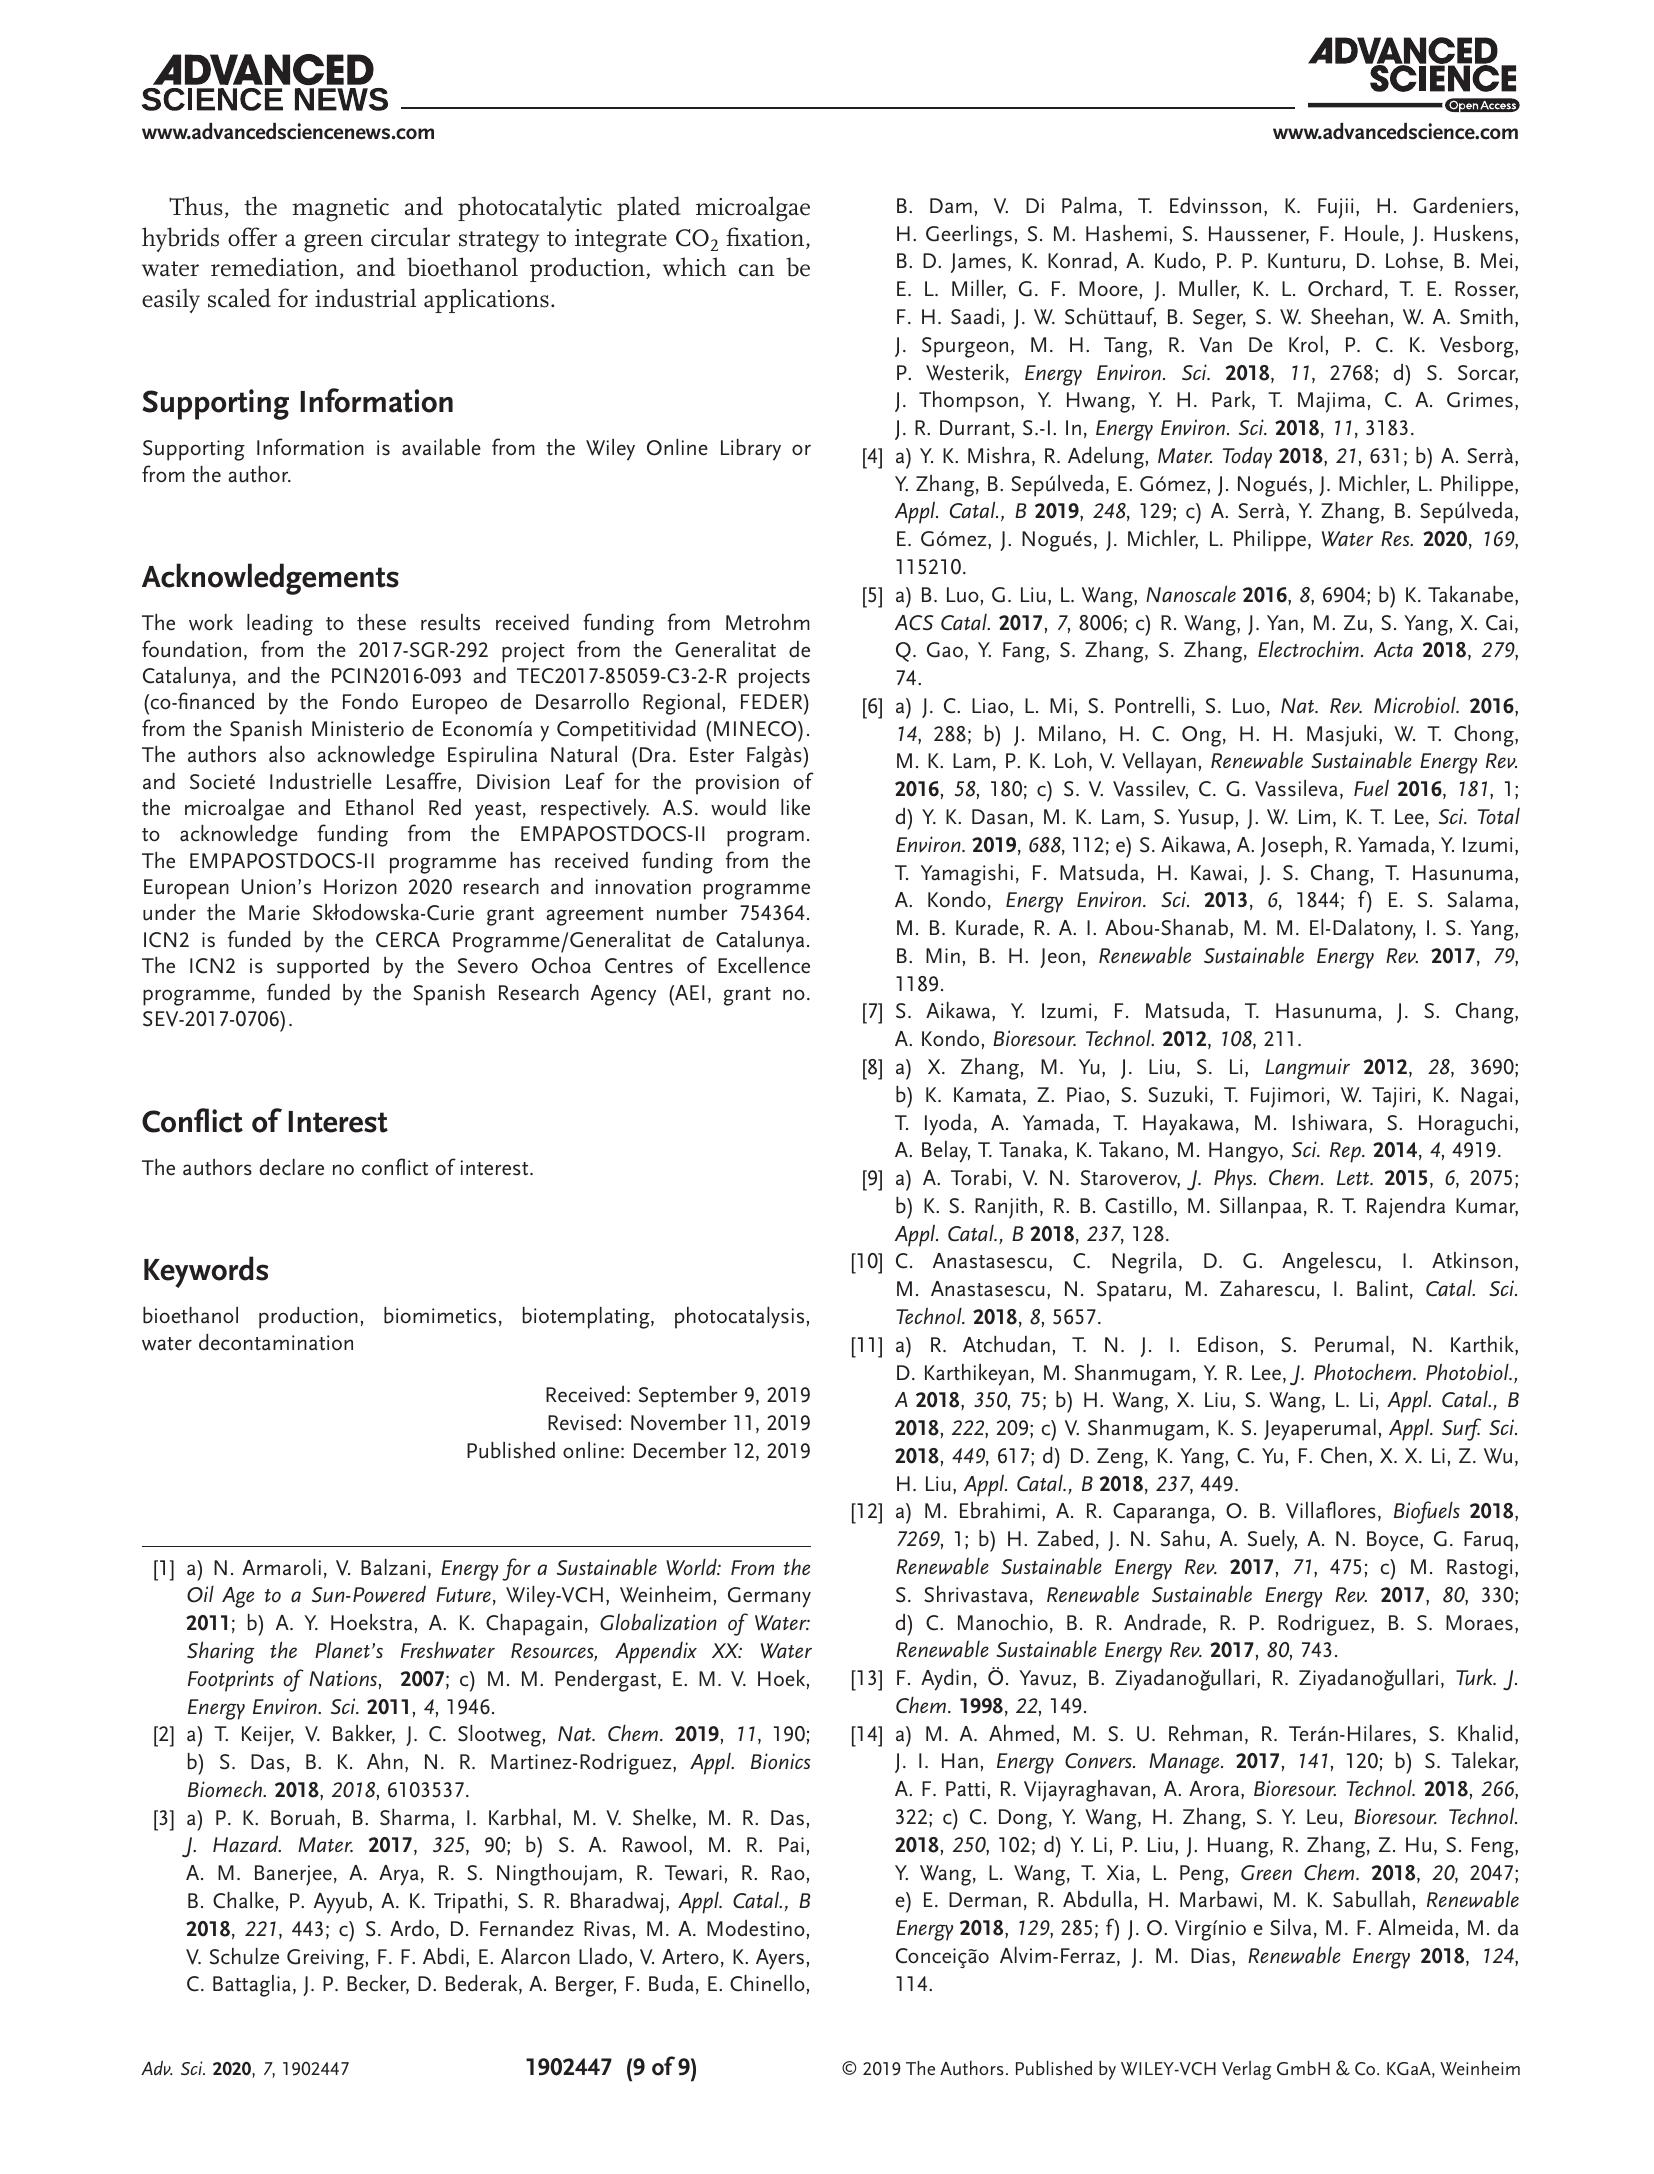 ADVANCED
SCIENCE NEWS
www.advancedsciencenews.com
ADVANCED
SCIENCE
Open Access
www.advancedscience.com
Thus, the magnetic and photocatalytic plated microalgae
hybrids offer a green circular strategy to integrate CO2 fixation,
water remediation, and bioethanol production, which can be
easily scaled for industrial applications.
Supporting Information
Supporting Information is available from the Wiley Online Library or
from the author.
Acknowledgements
The work leading to these results received funding from Metrohm
foundation, from the 2017-SGR-292 project from the Generalitat de
Catalunya, and the PCIN2016-093 and TEC2017-85059-C3-2-R projects
(co-financed by the Fondo Europeo de Desarrollo Regional, FEDER)
from the Spanish Ministerio de Economía y Competitividad (MINECO).
The authors also acknowledge Espirulina Natural (Dra. Ester Falgàs)
and Societé Industrielle Lesaffre, Division Leaf for the provision of
the microalgae and Ethanol Red yeast, respectively. A.S. would like
to acknowledge funding from the EMPAPOSTDOCS-II program.
The EMPAPOSTDOCS-II programme has received funding from the
European Union's Horizon 2020 research and innovation programme
under the Marie Skłodowska-Curie grant agreement number 754364.
ICN2 is funded by the CERCA Programme/Generalitat de Catalunya.
The ICN2 is supported by the Severo Ochoa Centres of Excellence
programme, funded by the Spanish Research Agency (AEI, grant no.
SEV-2017-0706).
Conflict of Interest
The authors declare no conflict of interest.
Keywords
bioethanol production, biomimetics, biotemplating, photocatalysis,
water decontamination
Received: September 9, 2019
Revised: November 11, 2019
Published online: December 12, 2019
[1] a) N. Armaroli, V. Balzani, Energy for a Sustainable World: From the
Oil Age to a Sun-Powered Future, Wiley-VCH, Weinheim, Germany
2011; b) A. Y. Hoekstra, A. K. Chapagain, Globalization of Water:
Sharing the Planet's Freshwater Resources, Appendix XX: Water
Footprints of Nations, 2007; c) M. M. Pendergast, E. M. V. Hoek,
Energy Environ. Sci. 2011, 4, 1946.
[2] a) T. Keijer, V. Bakker, J. C. Slootweg, Nat. Chem. 2019, 11, 190;
b) S. Das, B. K. Ahn, N. R. Martinez-Rodriguez, Appl. Bionics
Biomech. 2018, 2018, 6103537.
[3] a) P. K. Boruah, B. Sharma, I. Karbhal, M. V. Shelke, M. R. Das,
J. Hazard. Mater. 2017, 325, 90; b) S. A. Rawool, M. R. Pai,
A. M. Banerjee, A. Arya, R. S. Ningthoujam, R. Tewari, R. Rao,
B. Chalke, P. Ayyub, A. K. Tripathi, S. R. Bharadwaj, Appl. Catal., B
2018, 221, 443; c) S. Ardo, D. Fernandez Rivas, M. A. Modestino,
V. Schulze Greiving, F. F. Abdi, E. Alarcon Llado, V. Artero, K. Ayers,
C. Battaglia, J. P. Becker, D. Bederak, A. Berger, F. Buda, E. Chinello,
B. Dam, V. Di Palma, T. Edvinsson, K. Fujii, H. Gardeniers,
H. Geerlings, S. M. Hashemi, S. Haussener, F. Houle, J. Huskens,
B. D. James, K. Konrad, A. Kudo, P. P. Kunturu, D. Lohse, B. Mei,
E. L. Miller, G. F. Moore, J. Muller, K. L. Orchard, T. E. Rosser,
F. H. Saadi, J. W. Schüttauf, B. Seger, S. W. Sheehan, W. A. Smith,
J. Spurgeon, M. H. Tang, R. Van De Krol, P. C. K. Vesborg,
P. Westerik, Energy Environ. Sci. 2018, 11, 2768; d) S. Sorcar,
J. Thompson, Y. Hwang, Y. H. Park, T. Majima, C. A. Grimes,
J. R. Durrant, S.-I. In, Energy Environ. Sci. 2018, 11, 3183.
[4] a) Y. K. Mishra, R. Adelung, Mater. Today 2018, 21, 631; b) A. Serrà,
Y. Zhang, B. Sepúlveda, E. Gómez, J. Nogués, J. Michler, L. Philippe,
Appl. Catal., B 2019, 248, 129; c) A. Serrà, Y. Zhang, B. Sepúlveda,
E. Gómez, J. Nogués, J. Michler, L. Philippe, Water Res. 2020, 169,
115210.
[5] a) B. Luo, G. Liu, L. Wang, Nanoscale 2016, 8, 6904; b) K. Takanabe,
ACS Catal. 2017, 7, 8006; c) R. Wang, J. Yan, M. Zu, S. Yang, X. Cai,
Q. Gao, Y. Fang, S. Zhang, S. Zhang, Electrochim. Acta 2018, 279,
74.
[6] a) J. C. Liao, L. Mi, S. Pontrelli, S. Luo, Nat. Rev. Microbiol. 2016,
14, 288; b) J. Milano, H. C. Ong, H. H. Masjuki, W. T. Chong,
M. K. Lam, P. K. Loh, V. Vellayan, Renewable Sustainable Energy Rev.
2016, 58, 180; c) S. V. Vassilev, C. G. Vassileva, Fuel 2016, 181, 1;
d) Y. K. Dasan, M. K. Lam, S. Yusup, J. W. Lim, K. T. Lee, Sci. Total
Environ. 2019, 688, 112; e) S. Aikawa, A. Joseph, R. Yamada, Y. Izumi,
T. Yamagishi, F. Matsuda, H. Kawai, J. S. Chang, T. Hasunuma,
A. Kondo, Energy Environ. Sci. 2013, 6, 1844; f) E. S. Salama,
M. B. Kurade, R. A. I. Abou-Shanab, M. M. El-Dalatony, I. S. Yang,
B. Min, B. H. Jeon, Renewable Sustainable Energy Rev. 2017, 79,
1189.
[7] S. Aikawa, Y. Izumi, F. Matsuda, T. Hasunuma, J. S. Chang,
A. Kondo, Bioresour. Technol. 2012, 108, 211.
[8] a) X. Zhang, M. Yu, J. Liu, S. Li, Langmuir 2012, 28, 3690;
b) K. Kamata, Z. Piao, S. Suzuki, T. Fujimori, W. Tajiri, K. Nagai,
T. Iyoda, A. Yamada, T. Hayakawa, M. Ishiwara, S. Horaguchi,
A. Belay, T. Tanaka, K. Takano, M. Hangyo, Sci. Rep. 2014, 4, 4919.
[9] a) A. Torabi, V. N. Staroverov, J. Phys. Chem. Lett. 2015, 6, 2075;
b) K. S. Ranjith, R. B. Castillo, M. Sillanpaa, R. T. Rajendra Kumar,
Appl. Catal., B 2018, 237, 128.
[10] C. Anastasescu, C. Negrila, D. G. Angelescu, I. Atkinson,
M. Anastasescu, N. Spataru, M. Zaharescu, I. Balint, Catal. Sci.
Technol. 2018, 8, 5657.
[11] a) R. Atchudan, T. N. J. I. Edison, S. Perumal, N. Karthik,
D. Karthikeyan, M. Shanmugam, Y. R. Lee, J. Photochem. Photobiol.,
A 2018, 350, 75; b) H. Wang, X. Liu, S. Wang, L. Li, Appl. Catal., B
2018, 222, 209; c) V. Shanmugam, K. S. Jeyaperumal, Appl. Surf. Sci.
2018, 449, 617; d) D. Zeng, K. Yang, C. Yu, F. Chen, X. X. Li, Z. Wu,
H. Liu, Appl. Catal., B 2018, 237, 449.
[12] a) M. Ebrahimi, A. R. Caparanga, O. B. Villaflores, Biofuels 2018,
7269, 1; b) H. Zabed, J. N. Sahu, A. Suely, A. N. Boyce, G. Faruq,
Renewable Sustainable Energy Rev. 2017, 71, 475; c) M. Rastogi,
S. Shrivastava, Renewable Sustainable Energy Rev. 2017, 80, 330;
d) C. Manochio, B. R. Andrade, R. P. Rodriguez, B. S. Moraes,
Renewable Sustainable Energy Rev. 2017, 80, 743.
[13] F. Aydin, Ö. Yavuz, B. Ziyadanoğullari, R. Ziyadanoğullari, Turk. J.
Chem. 1998, 22, 149.
[14] a) M. A. Ahmed, M. S. U. Rehman, R. Terán-Hilares, S. Khalid,
J. I. Han, Energy Convers. Manage. 2017, 141, 120; b) S. Talekar,
A. F. Patti, R. Vijayraghavan, A. Arora, Bioresour. Technol. 2018, 266,
322; c) C. Dong, Y. Wang, H. Zhang, S. Y. Leu, Bioresour. Technol.
2018, 250, 102; d) Y. Li, P. Liu, J. Huang, R. Zhang, Z. Hu, S. Feng,
Y. Wang, L. Wang, T. Xia, L. Peng, Green Chem. 2018, 20, 2047;
e) E. Derman, R. Abdulla, H. Marbawi, M. K. Sabullah, Renewable
Energy 2018, 129, 285; f) J. O. Virgínio e Silva, M. F. Almeida, M. da
Conceição Alvim-Ferraz, J. M. Dias, Renewable Energy 2018, 124,
114.
Adv. Sci. 2020, 7, 1902447
1902447 (9 of 9)
© 2019 The Authors. Published by WILEY-VCH Verlag GmbH & Co. KGaA, Weinheim